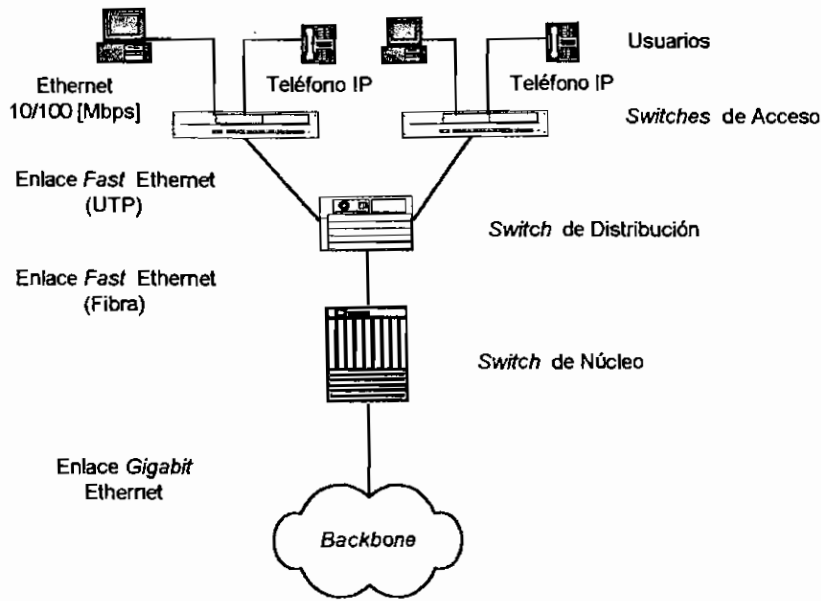 Usuarios
Ethernet
10/100 [Mbps]
Teléfono IP
Teléfono IP
Switches de Acceso
Enlace Fast Ethernet
(UTP)
Switch de Distribución
Enlace Fast Ethernet
(Fibra)
Switch de Núcleo
Enlace Gigabit
Ethernet
Backbone